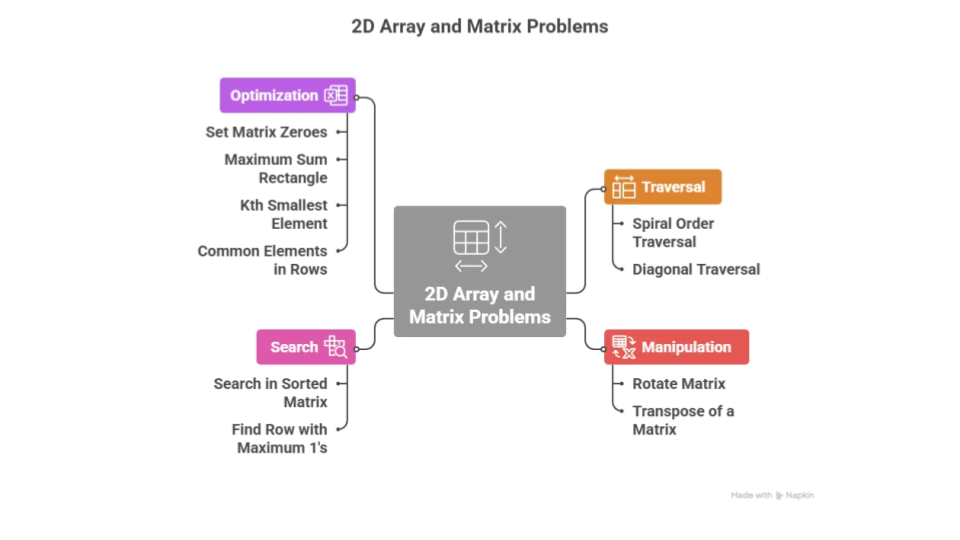 2D Array and Matrix Problems
Optimization
Set Matrix Zeroes
Maximum Sum
Rectangle
Kth Smallest
Element
Common Elements
in Rows
Search
Search in Sorted
Matrix
Find Row with
Maximum 1's
2D Array and
Matrix Problems
Traversal
Spiral Order
Traversal
Diagonal Traversal
Manipulation
Rotate Matrix
Transpose of a
Matrix
Made with Napkin